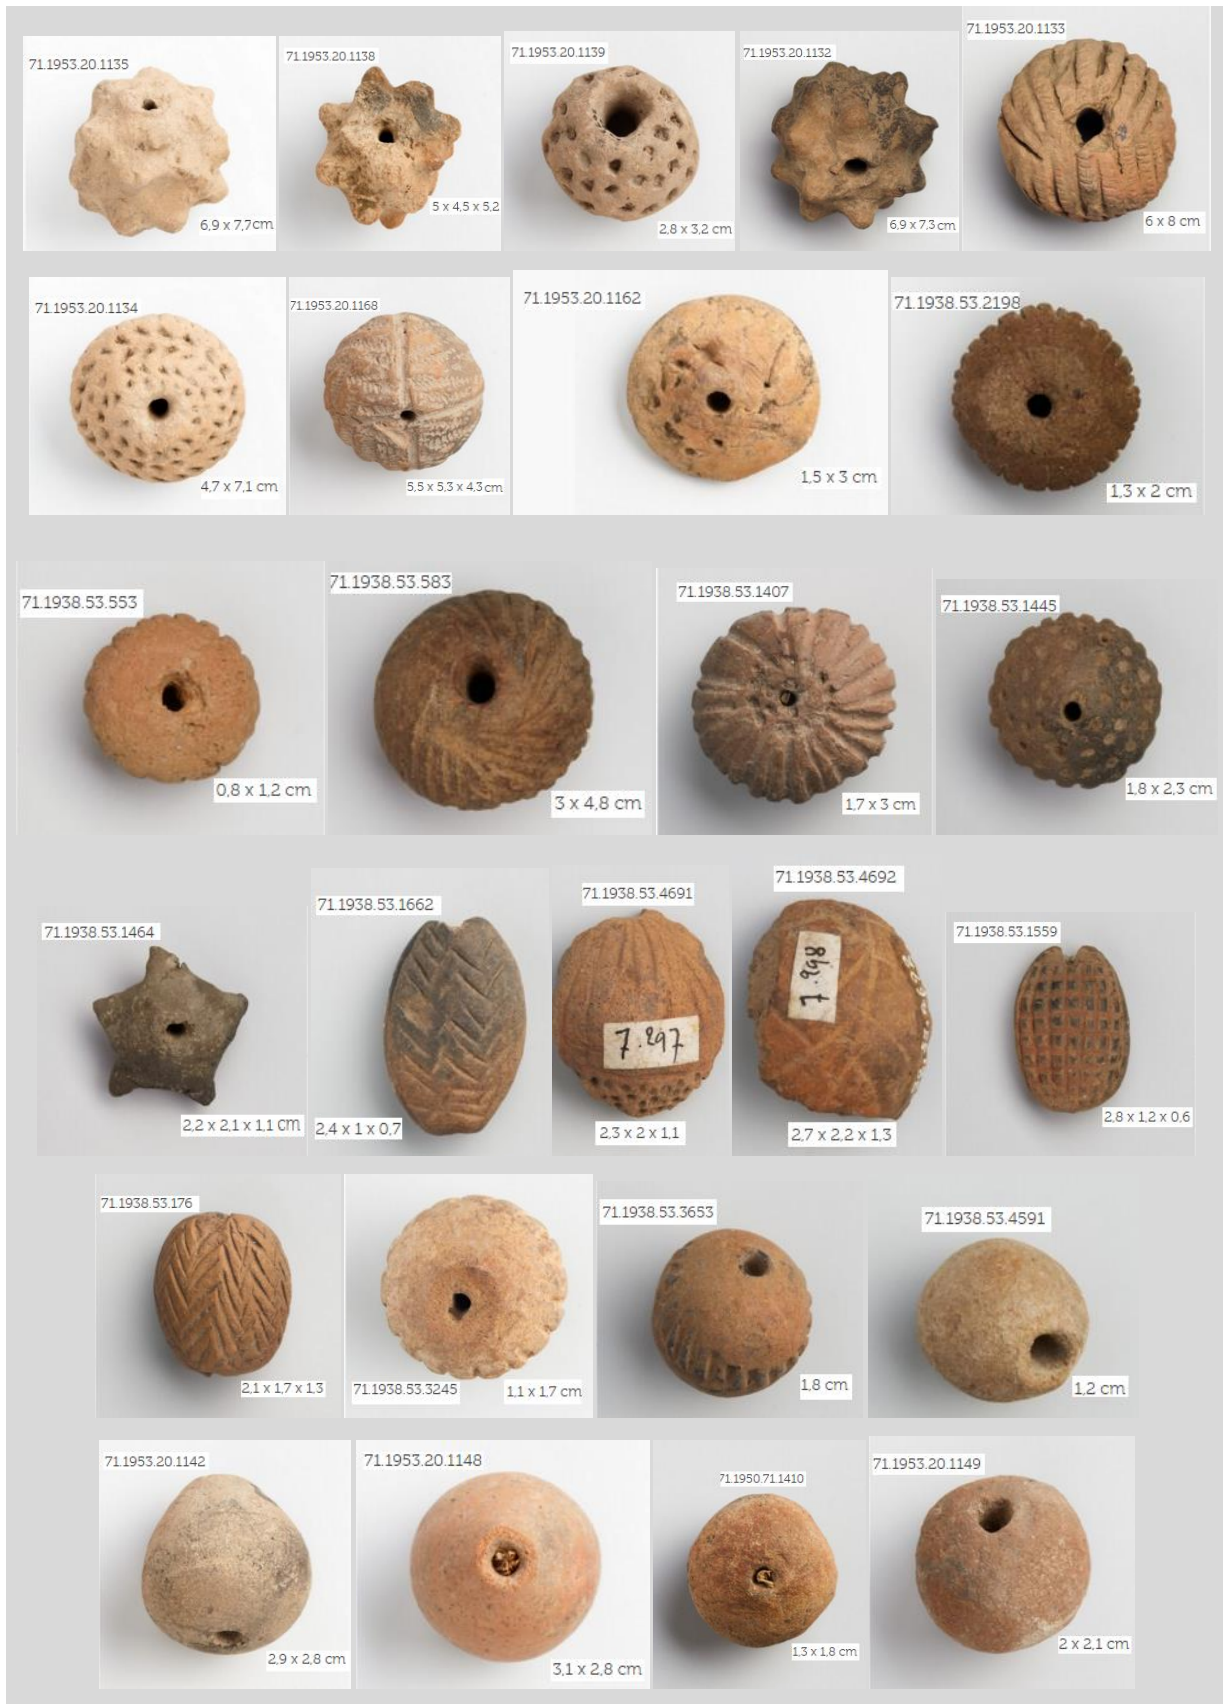 71.1953.20.1135
6,9 x 7,7cm
71.1953.20.1138
5 x 4,5 x 5,2
71.1953.20.1139
2,8 x 3,2 cm
71.1953.20.1132
6,9 x 7,3 cm
71.1953.20.1133
6 x 8 cm
71.1953.20.1134
4,7 x 7,1 cm
71.1953.20.1168
5,5 x 5,3 x 4,3 cm
71.1953.20.1162
1,5 x 3 cm
71.1938.53.2198
1,3 x 2 cm
71.1938.53.553
0,8 x 1,2 cm
71.1938.53.583
3 x 4,8 cm
71.1938.53.1407
1,7 x 3 cm
71.1938.53.1445
1,8 x 2,3 cm
71.1938.53.1464
2,2 x 2,1 x 1,1 cm
71.1938.53.1662
2,4 x 1 x 0,7
71.1938.53.4691
7.897
2,3 x 2 x 1,1
71.1938.53.4692
7.898
2,7 x 2,2 x 1,3
71.1938.53.1559
2,8 x 1,2 x 0,6
71.1938.53.176
2,1 x 1,7 x 1,3
71.1938.53.3245
1,1 x 1,7 cm
71.1938.53.3653
1,8 cm
71.1938.53.4591
1,2 cm
71.1953.20.1142
2,9 x 2,8 cm
71.1953.20.1148
3,1 x 2,8 cm
71.1950.71.1410
1,3 x 1,8 cm
71.1953.20.1149
2 x 2,1 cm